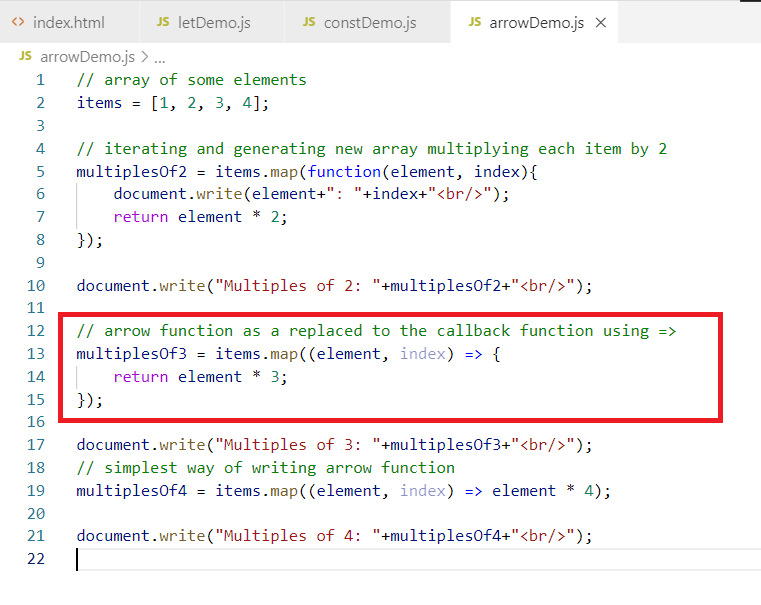 <> index.html JS letDemo.js JS constDemo.js JS arrowDemo.js ×
JS arrowDemo.js > ...
1 // array of some elements
2 items = [1, 2, 3, 4];
3
4 // iterating and generating new array multiplying each item by 2
5 multiplesOf2 = items.map(function(element, index){
6     document.write(element+": "+index+"<br/>");
7     return element * 2;
8 });
9
10 document.write("Multiples of 2: "+multiplesOf2+"<br/>");
11
12 // arrow function as a replaced to the callback function using =>
13 multiplesOf3 = items.map((element, index) => {
14     return element * 3;
15 });
16
17 document.write("Multiples of 3: "+multiplesOf3+"<br/>");
18 // simplest way of writing arrow function
19 multiplesOf4 = items.map((element, index) => element * 4);
20
21 document.write("Multiples of 4: "+multiplesOf4+"<br/>");
22